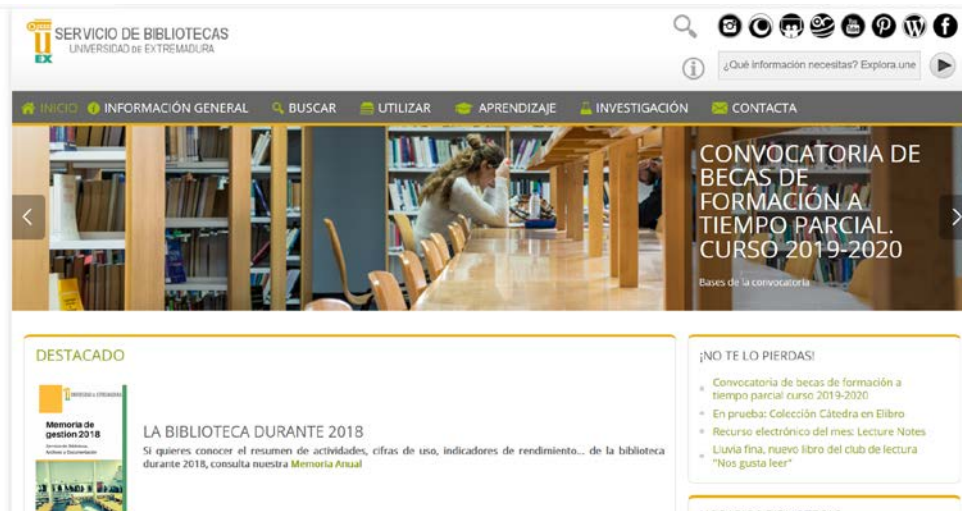 SERVICIO DE BIBLIOTECAS
UNIVERSIDAD DE EXTREMADURA
UEX
¿Qué información necesitas? Explora.une
INICIO INFORMACIÓN GENERAL BUSCAR UTILIZAR APRENDIZAJE INVESTIGACIÓN CONTACTA
CONVOCATORIA DE
BECAS DE
FORMACIÓN A
TIEMPO PARCIAL.
CURSO 2019-2020
Bases de la convocatoria
DESTACADO
Memoria de
gestión 2018
LA BIBLIOTECA DURANTE 2018
Si quieres conocer el resumen de actividades, cifras de uso, indicadores de rendimiento... de la biblioteca
durante 2018, consulta nuestra Memoria Anual
¡NO TE LO PIERDAS!
Convocatoria de becas de formación a
tiempo parcial curso 2019-2020
En prueba: Colección Cátedra en Elibro
Recurso electrónico del mes: Lecture Notes
Lluvia fina, nuevo libro del club de lectura
"Nos gusta leer"